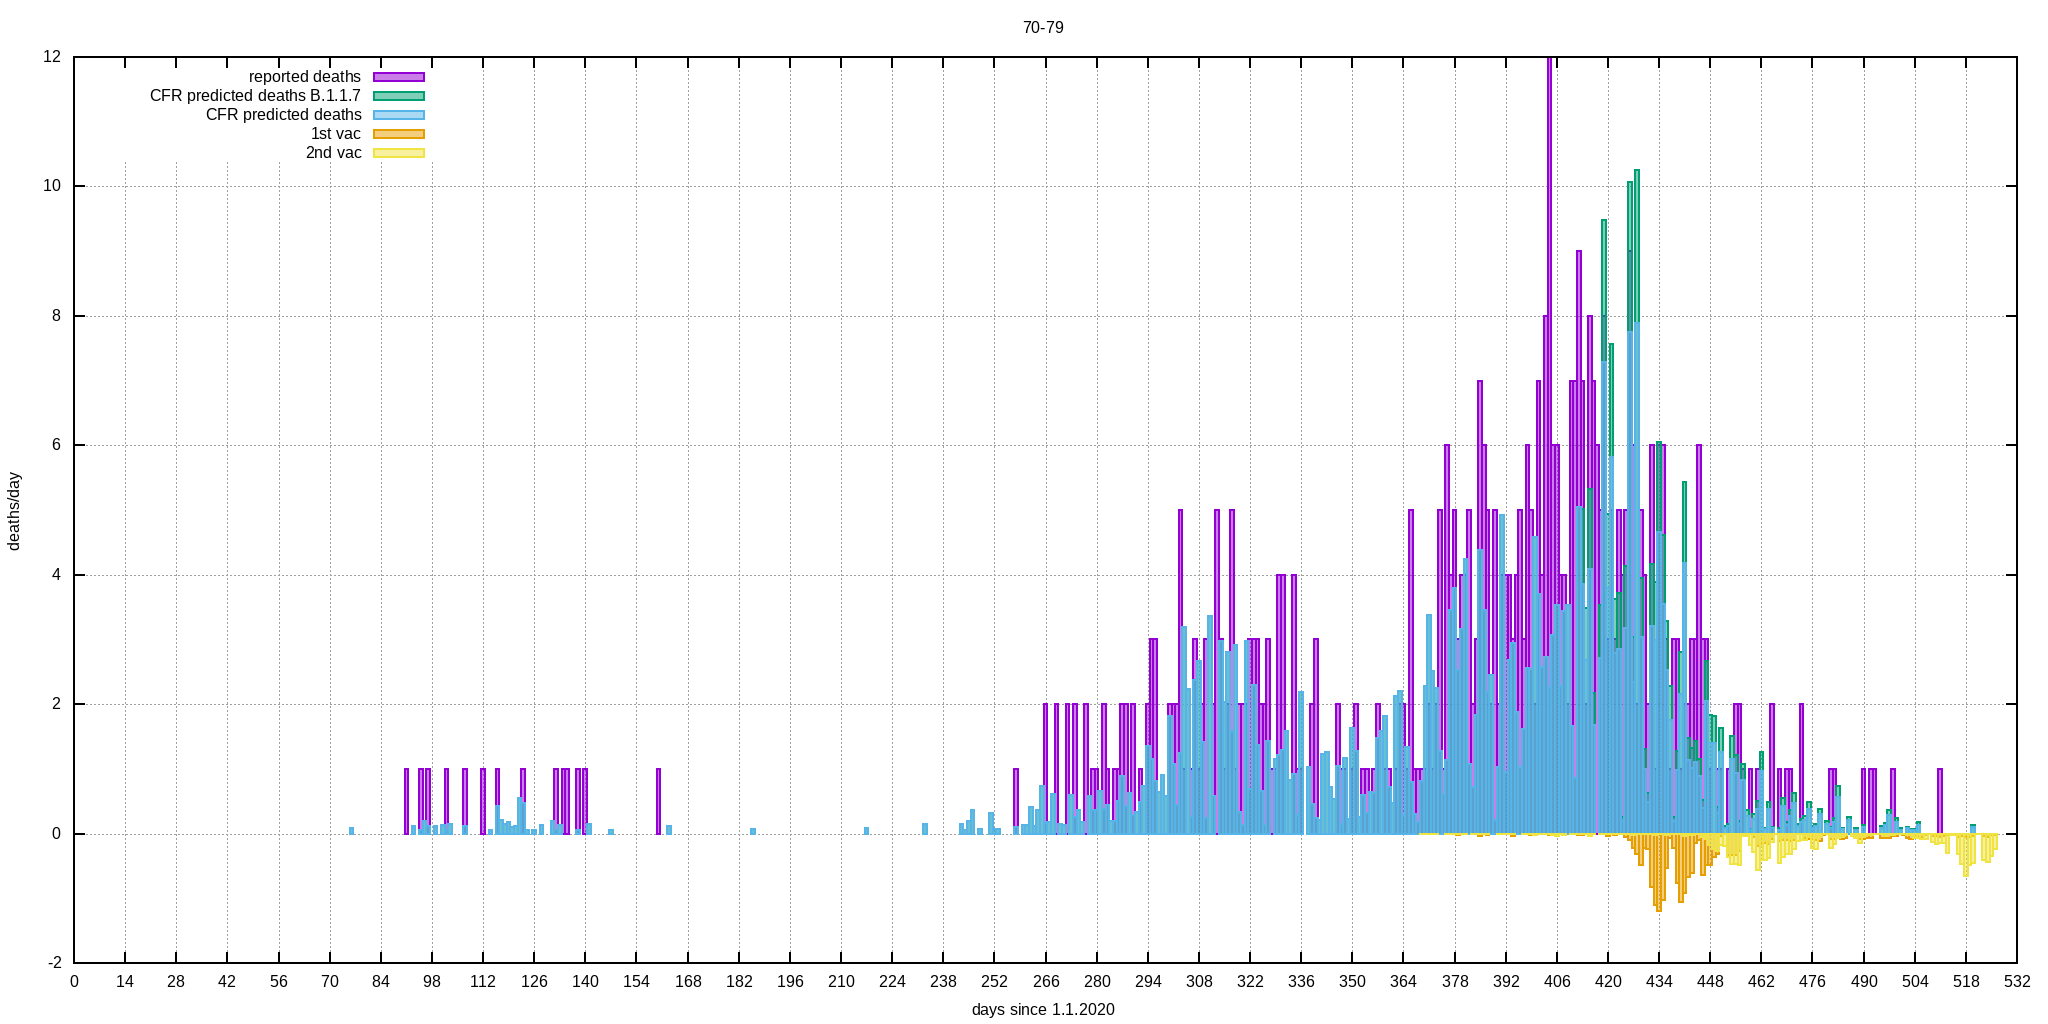 70-79
reported deaths
CFR predicted deaths B.1.1.7
CFR predicted deaths
1st vac
2nd vac
12
10
8
6
4
2
0
-2
deaths/day
0 14 28 42 56 70 84 98 112 126 140 154 168 182 196 210 224 238 252 266 280 294 308 322 336 350 364 378 392 406 420 434 448 462 476 490 504 518 532
days since 1.1.2020